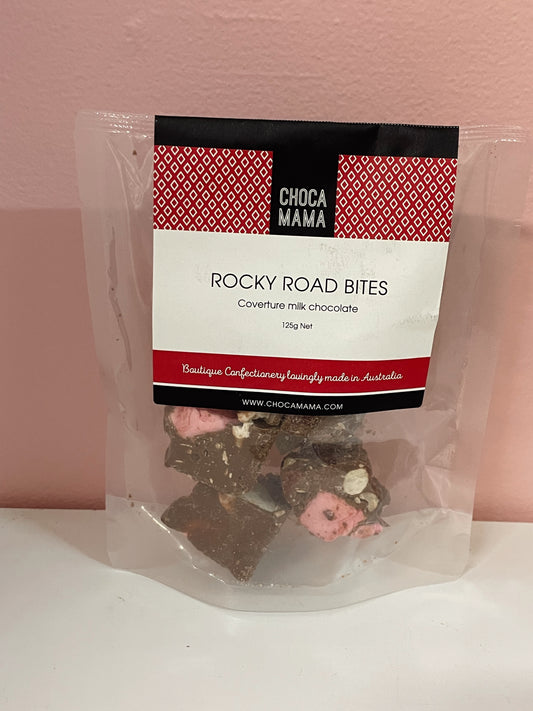 CHOCA
MAMA
ROCKY ROAD BITES
Coverture milk chocolate
125g Net
Boutique Confectionery lovingly made in Australia
WWW.CHOCAMAMA.COM